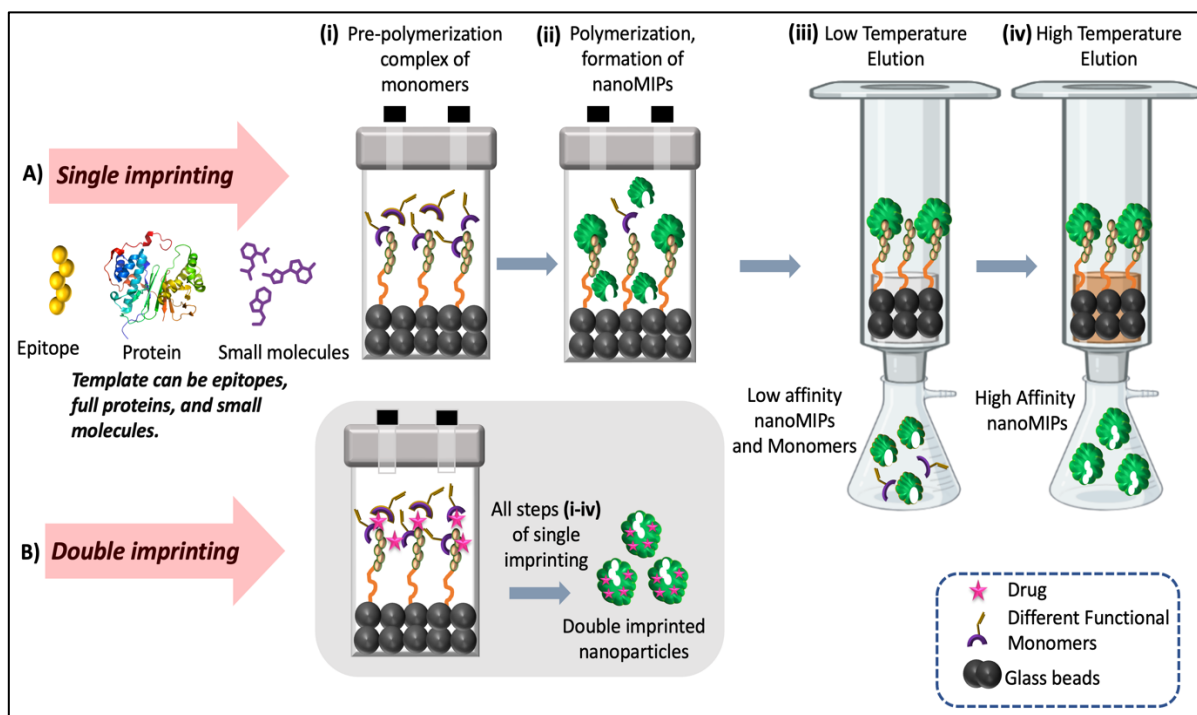 (i) Pre-polymerization
complex of
monomers
(ii) Polymerization,
formation of
nanoMIPs
(iii) Low Temperature
Elution
(iv) High Temperature
Elution
A) Single imprinting
Epitope
Protein
Small molecules
Template can be epitopes,
full proteins, and small
molecules.
Low affinity
nanoMIPs
and Monomers
High Affinity
nanoMIPs
B) Double imprinting
All steps (i-iv)
of single
imprinting
Double imprinted
nanoparticles
Drug
Different Functional
Monomers
Glass beads